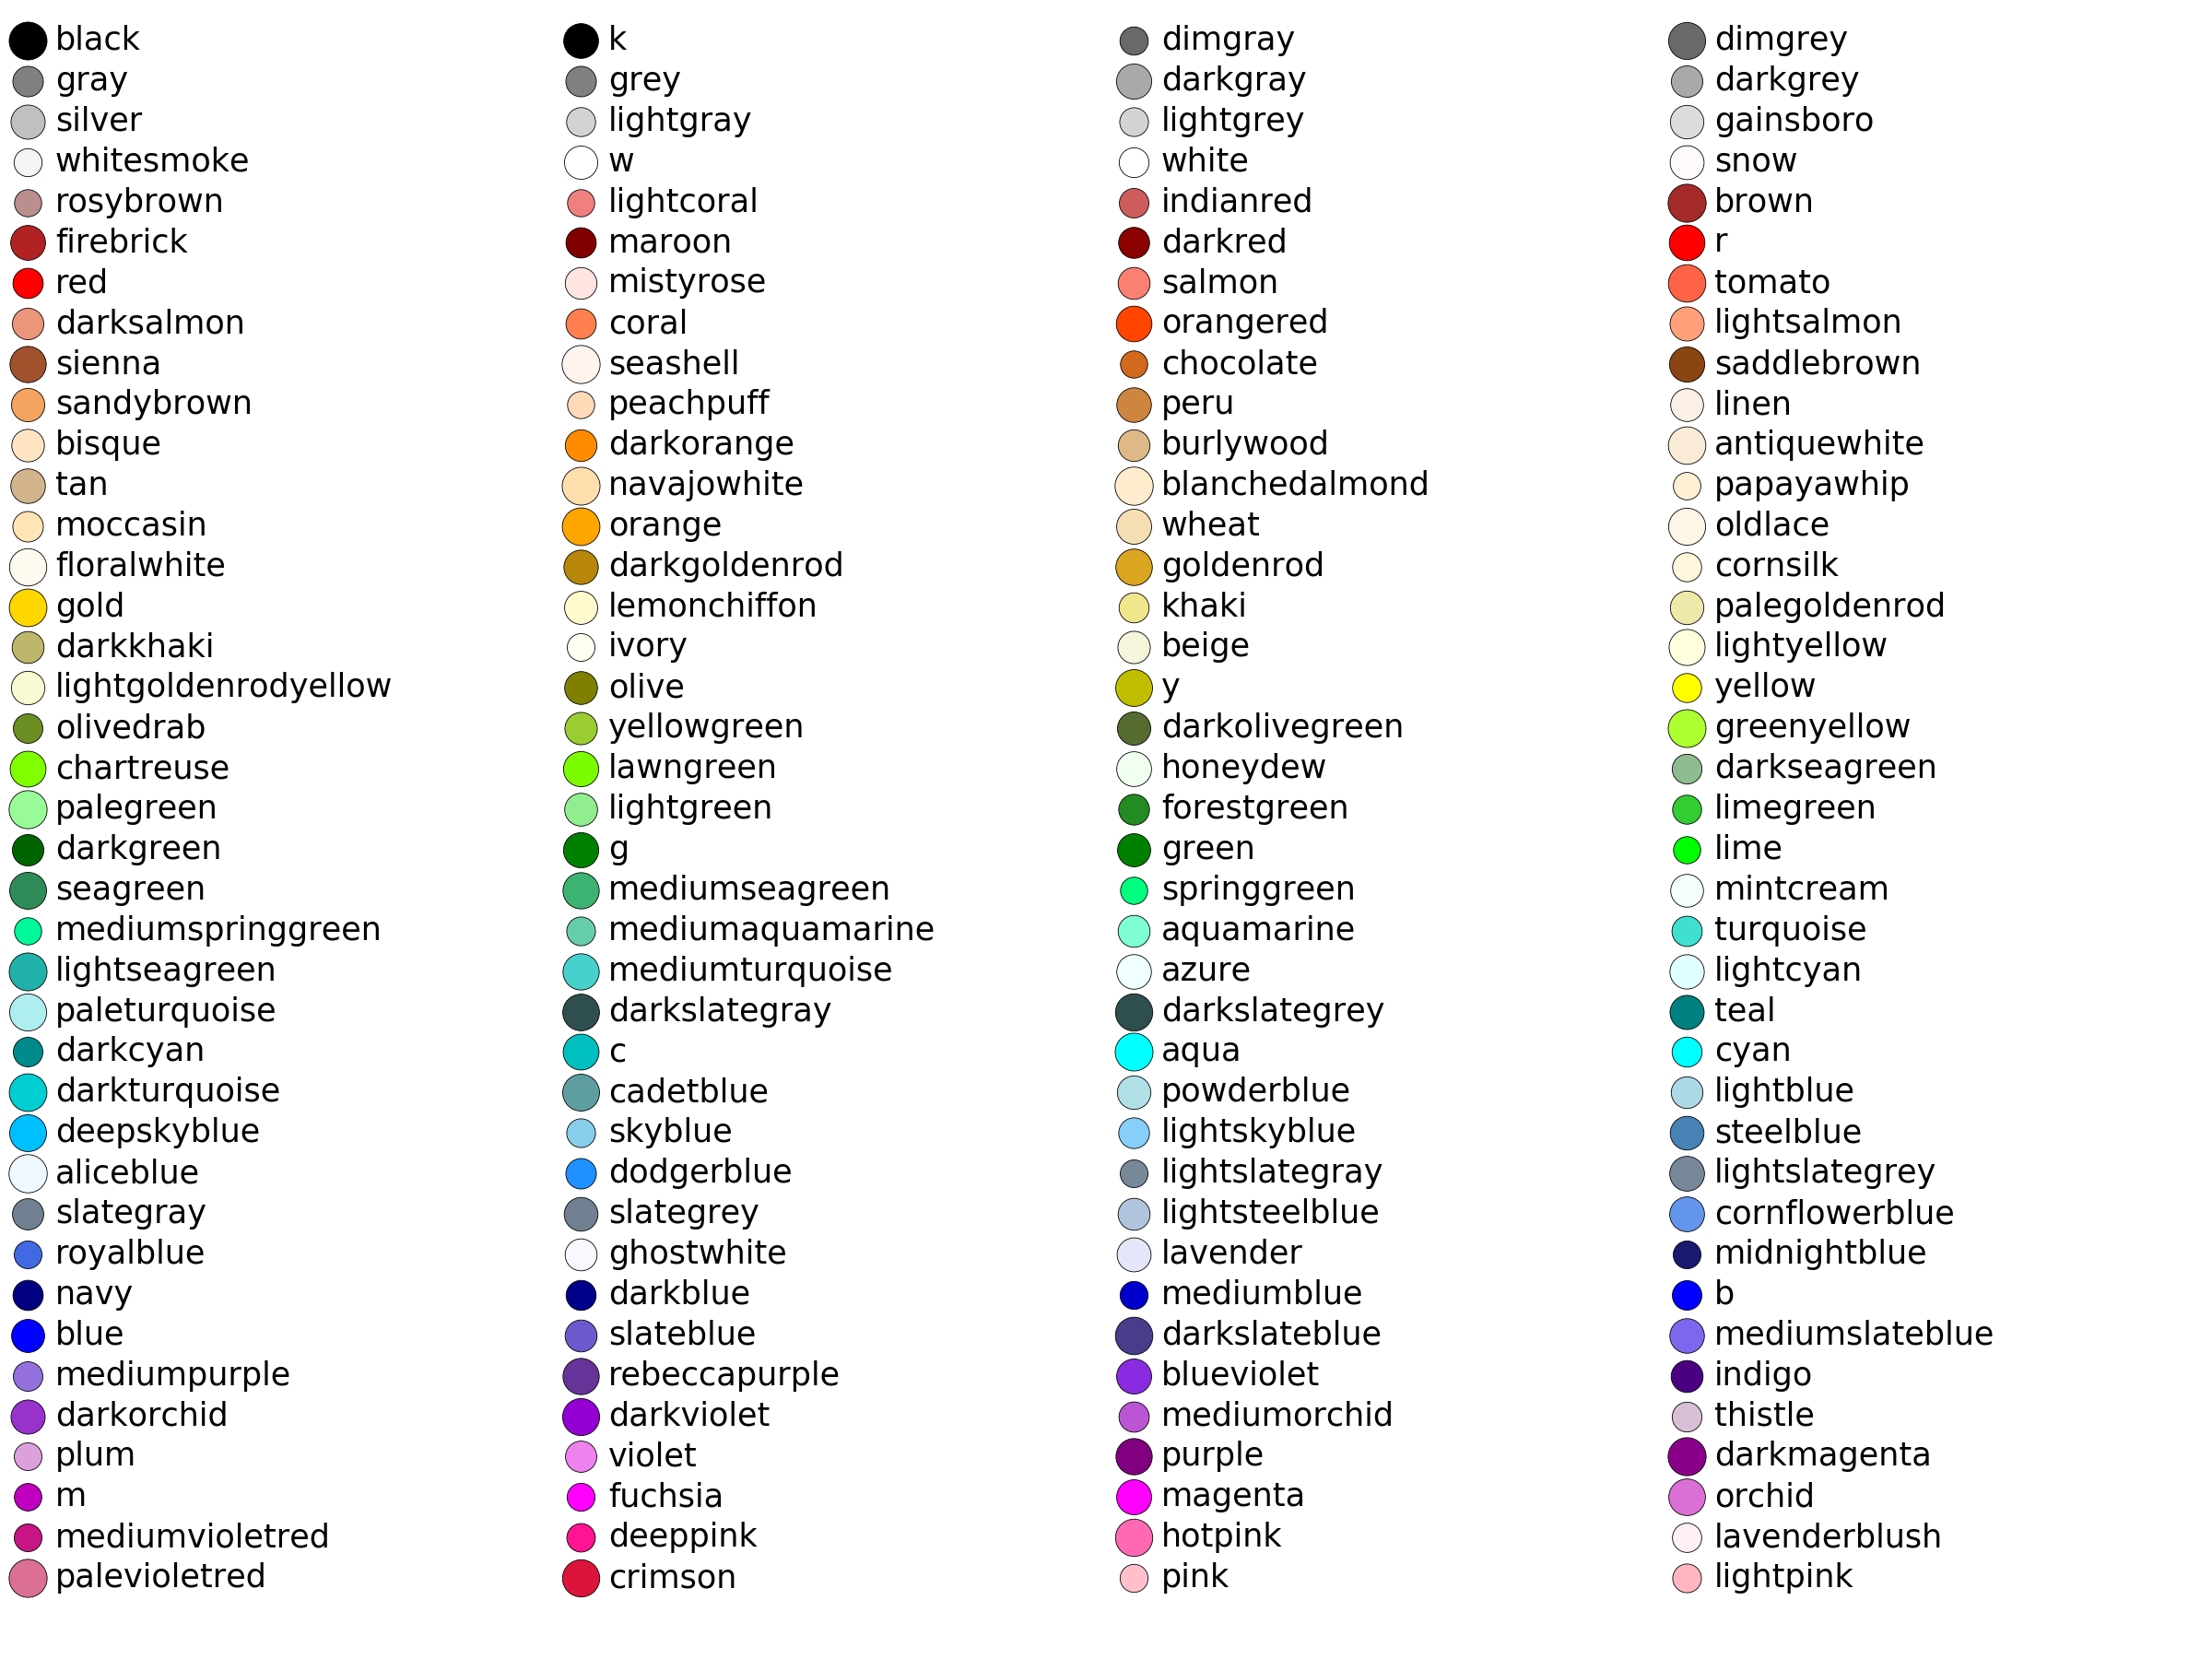 black k dimgray dimgrey
gray grey darkgray darkgrey
silver lightgray lightgrey gainsboro
whitesmoke w white snow
rosybrown lightcoral indianred brown
firebrick maroon darkred r
red mistyrose salmon tomato
darksalmon coral orangered lightsalmon
sienna seashell chocolate saddlebrown
sandybrown peachpuff peru linen
bisque darkorange burlywood antiquewhite
tan navajowhite blanchedalmond papayawhip
moccasin orange wheat oldlace
floralwhite darkgoldenrod goldenrod cornsilk
gold lemonchiffon khaki palegoldenrod
darkkhaki ivory beige lightyellow
lightgoldenrodyellow olive y yellow
olivedrab yellowgreen darkolivegreen greenyellow
chartreuse lawngreen honeydew darkseagreen
palegreen lightgreen forestgreen limegreen
darkgreen g green lime
seagreen mediumseagreen springgreen mintcream
mediumspringgreen mediumaquamarine aquamarine turquoise
lightseagreen mediumturquoise azure lightcyan
paleturquoise darkslategray darkslategrey teal
darkcyan c aqua cyan
darkturquoise cadetblue powderblue lightblue
deepskyblue skyblue lightskyblue steelblue
aliceblue dodgerblue lightslategray lightslategrey
slategray slategrey lightsteelblue cornflowerblue
royalblue ghostwhite lavender midnightblue
navy darkblue mediumblue b
blue slateblue darkslateblue mediumslateblue
mediumpurple rebeccapurple blueviolet indigo
darkorchid darkviolet mediumorchid thistle
plum violet purple darkmagenta
m fuchsia magenta orchid
mediumvioletred deeppink hotpink lavenderblush
palevioletred crimson pink lightpink